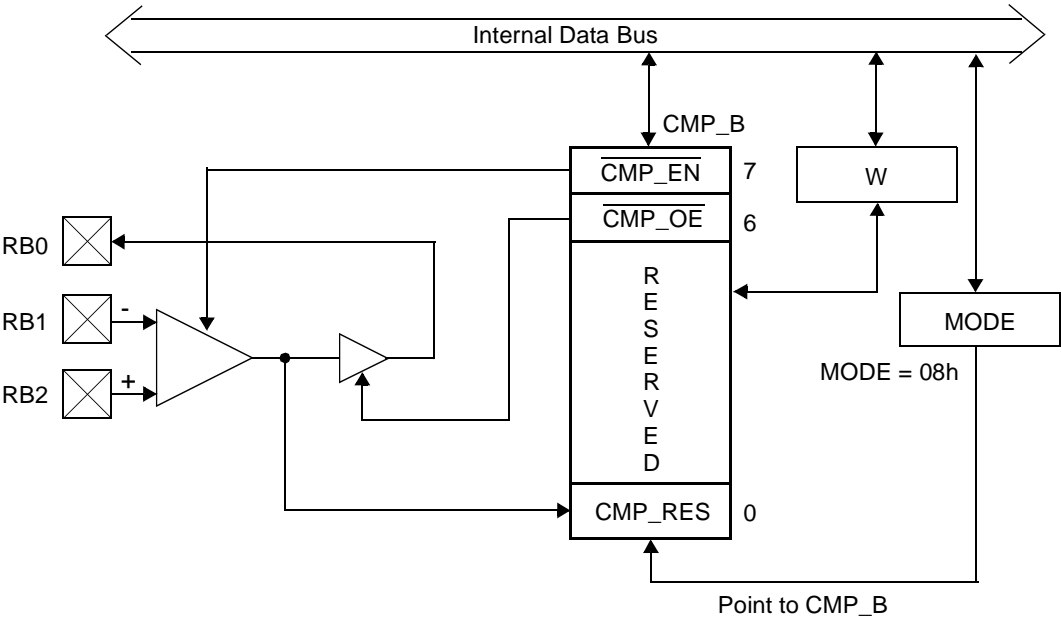 Internal Data Bus
CMP_B
CMP_EN
7
W
CMP_OE
6
RB0
R
E
S
E
R
V
E
D
RB1
-
MODE
MODE = 08h
RB2
+
CMP_RES
0
Point to CMP_B